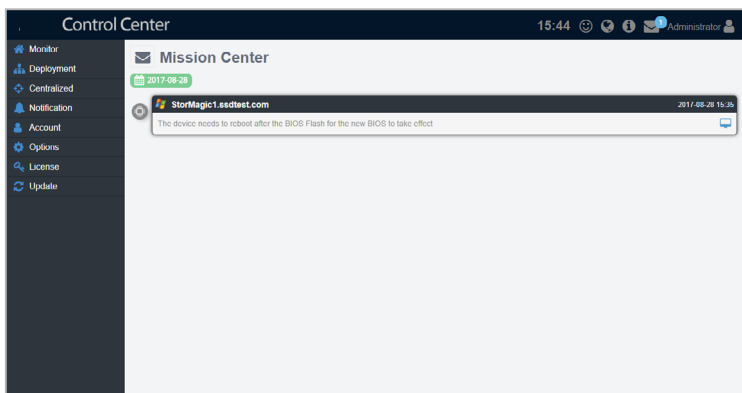 Control Center
15:44
1
Administrator
Monitor
Deployment
Centralized
Notification
Account
Options
License
Update
Mission Center
2017-08-28
StorMagic1.ssdtest.com
2017-08-28 15:35
The device needs to reboot after the BIOS Flash for the new BIOS to take effect